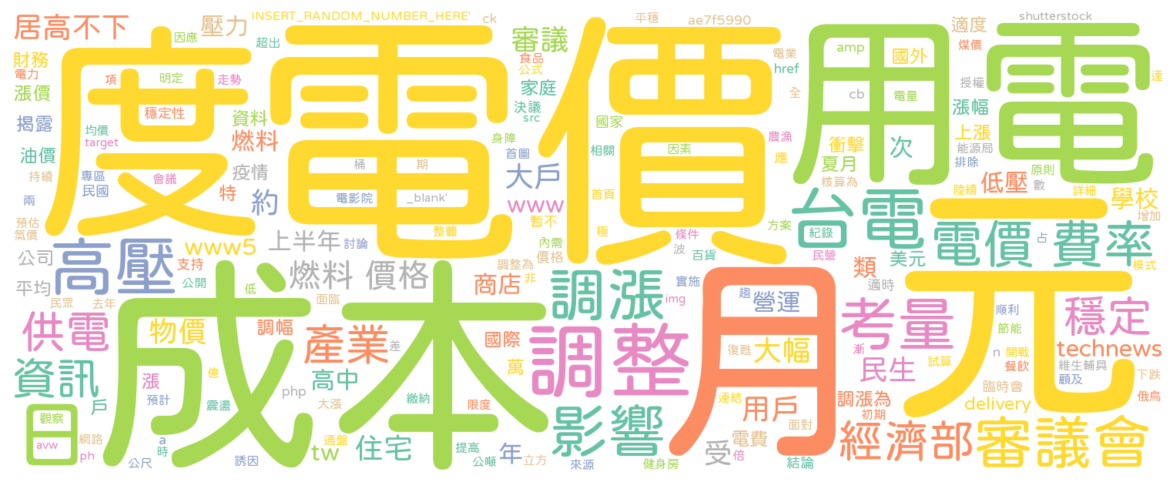 居高不下
因應
壓力
INSERT_RANDOM_NUMBER_HERE'
ck
平穩
ae7f5990
適度
shutterstock
財務
電力
超出
審議
食品
公式
電業
amp
國外
煤價
漲價
項
明定
走勢
度
電
價
用
電
家庭
href
授權
達
揭露
穩定性
資料
決議
src
全
cb
電量
漲幅
均價
target
燃料
身障
國家
農漁
衝擊
次
上漲
能源局
油價
疫情
首圖
相關
因素
應
夏月
排除
原則
持續
專區
會議
特
桶
期
大戶
首頁
核算為
陸續
低壓
數
詳細
學校
兩
民國
約
電影院
_blank'
www
暫不
極
條件
方案
台電
紀錄
元
增加
預估
氣價
高壓
www5
上半年
討論
整體
內需
價格
波
百貨
民營
美元
電價
占
費率
模式
公司
支持
公開
燃料
價格
調整為
非
調漲
實施
類
適時
平均
民眾
去年
成
本
低
面臨
商店
img
趨
營運
考量
順利
穩定
供電
物價
調幅
差
國際
調整
月
復甦
大幅
漸
節能
technews
資訊
漲
億
產業
萬
民生
試算
n
開戰
餐飲
維生輔具
顧及
下跌
預計
震盪
php
高中
繳納
限度
連結
用戶
調漲為
初期
臨時會
delivery
俄烏
日
觀察
戶
大漲
影響
面對
avw
網路
a
時
tw
通盤
住宅
提高
年
立方
受
電費
倍
經濟部
審議會
ph
公尺
誘因
公噸
來源
健身房
結論